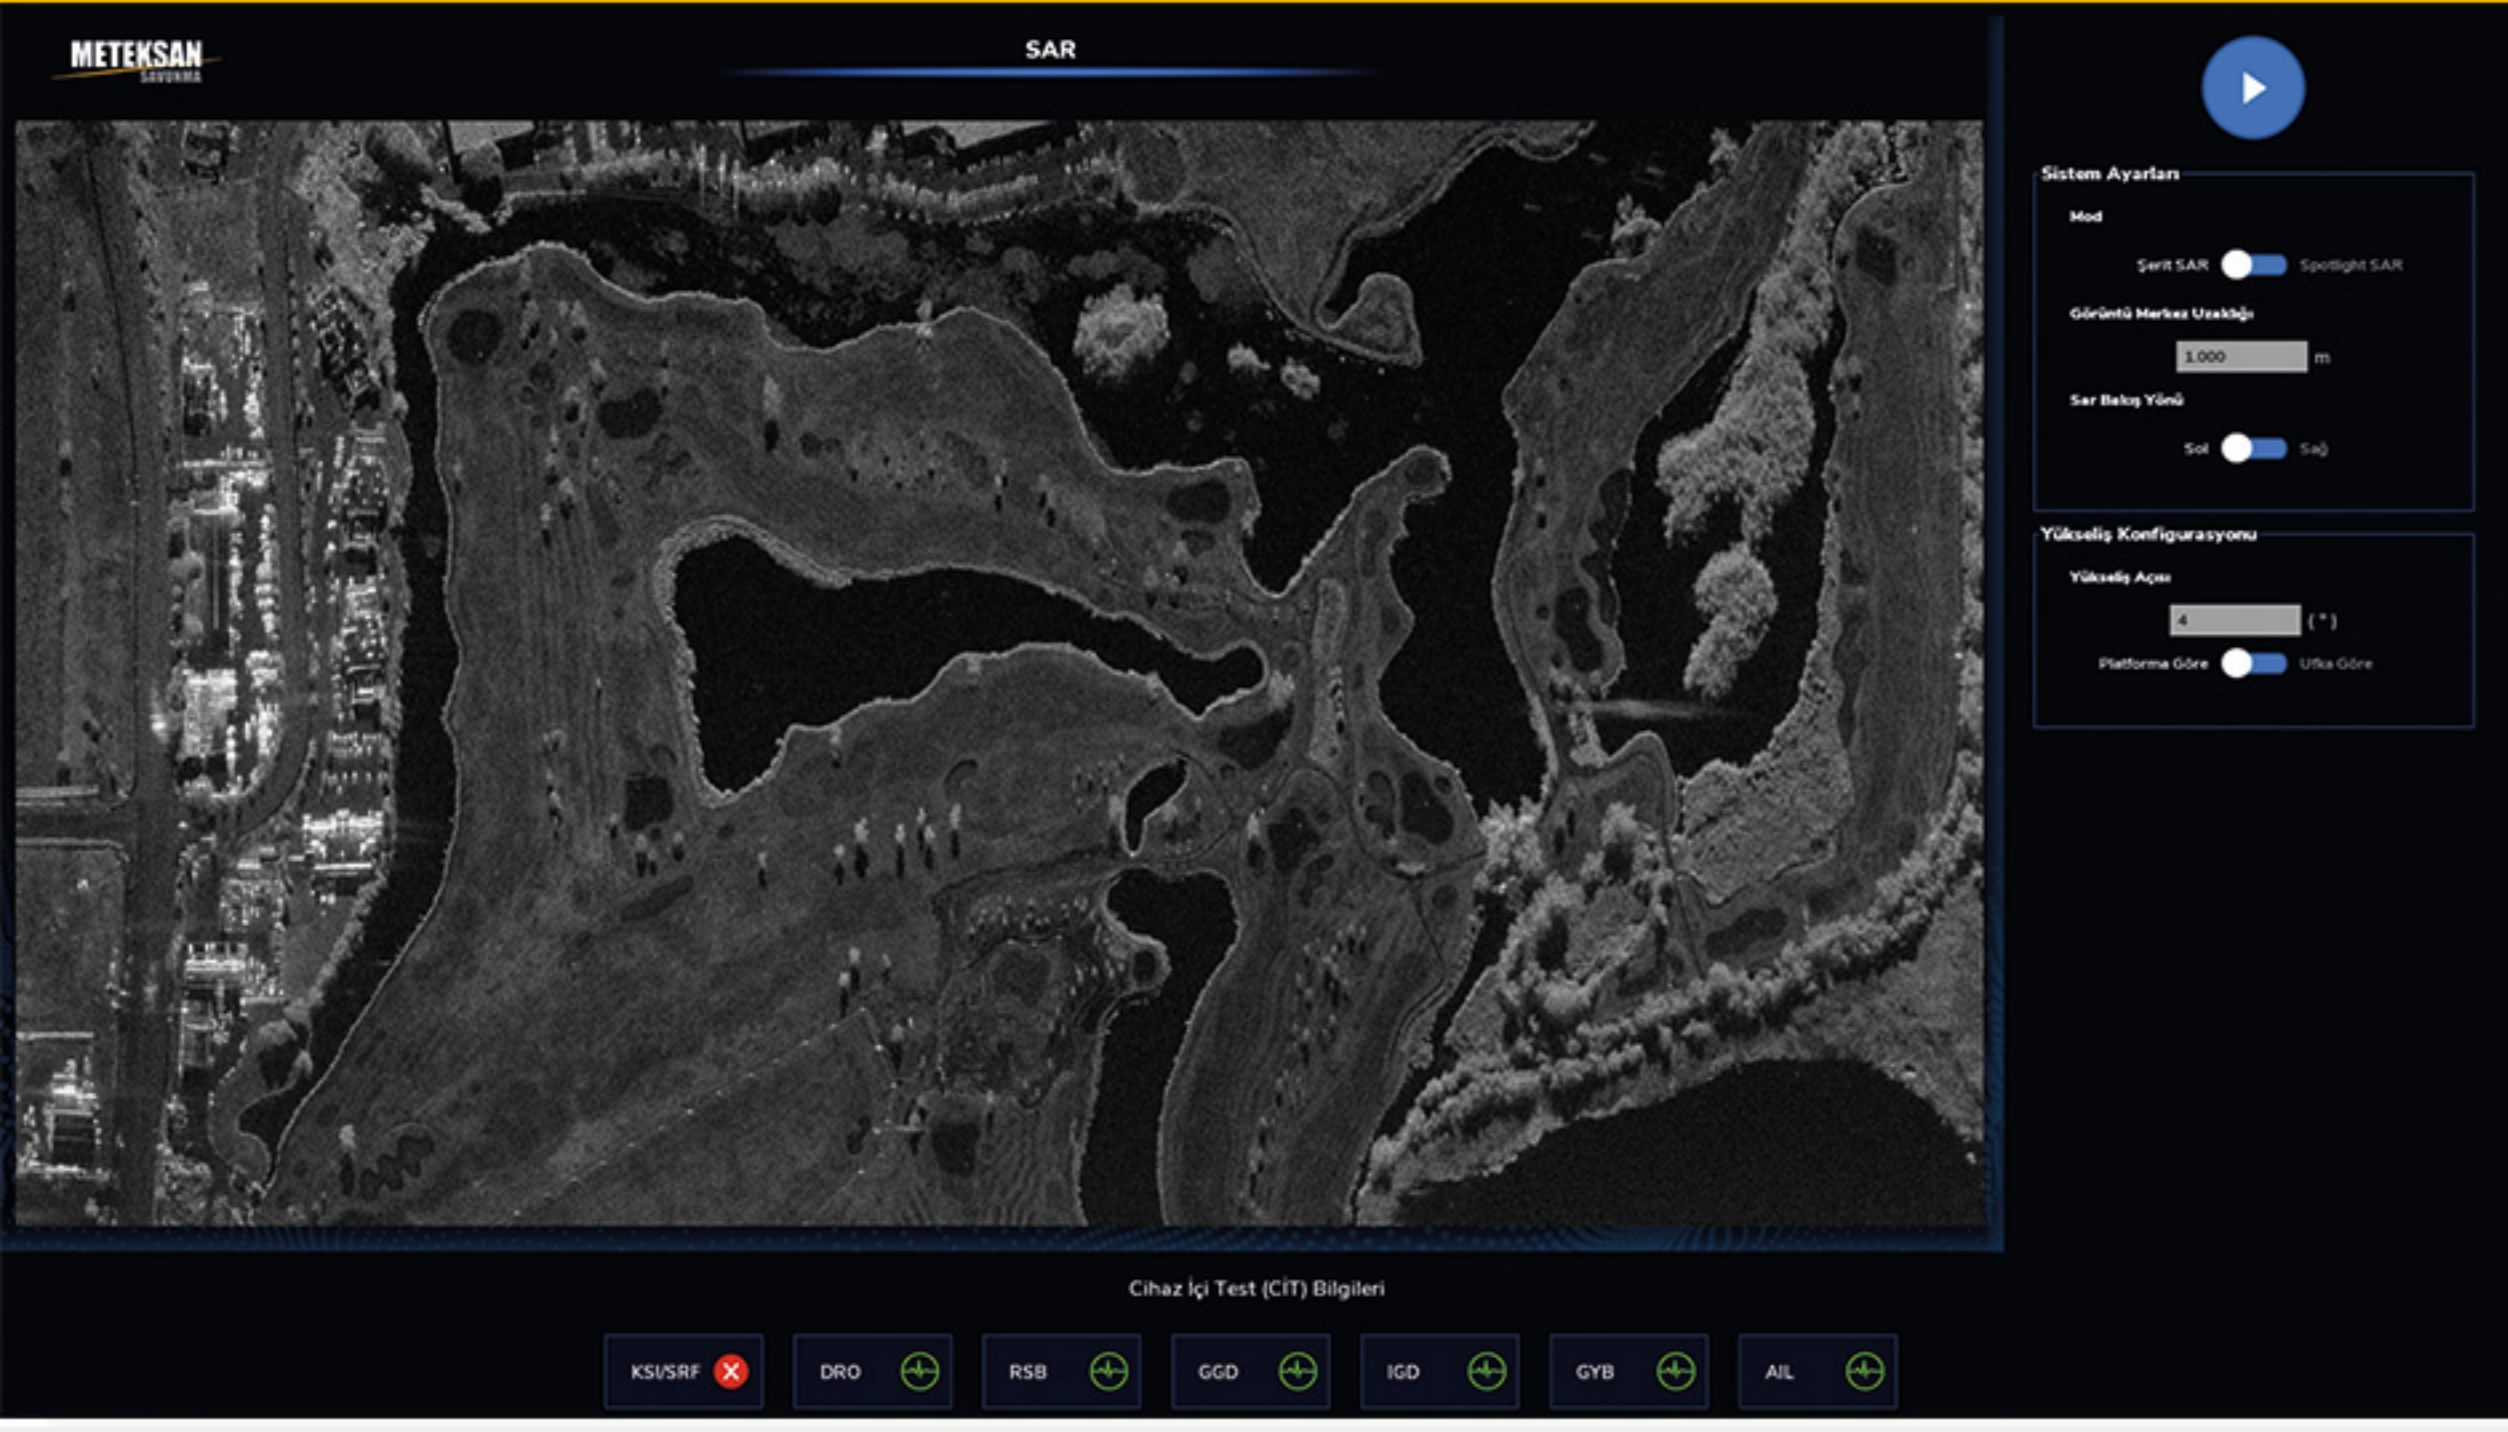 METEKSAN
SAVUNMA
SAR
Sistem Ayarları
Mod
Şerit SAR
Spotlight SAR
Görüntü Merkez Uzaklığı
1.000
m
Sar Bakış Yönü
Sol
Sağ
Yükseliş Konfigurasyonu
Yükseliş Açısı
4
(°)
Platforma Göre
Ufka Göre
Cihaz İçi Test (CİT) Bilgileri
KSI/SRF
DRO
RSB
GGD
IGD
GYB
AIL